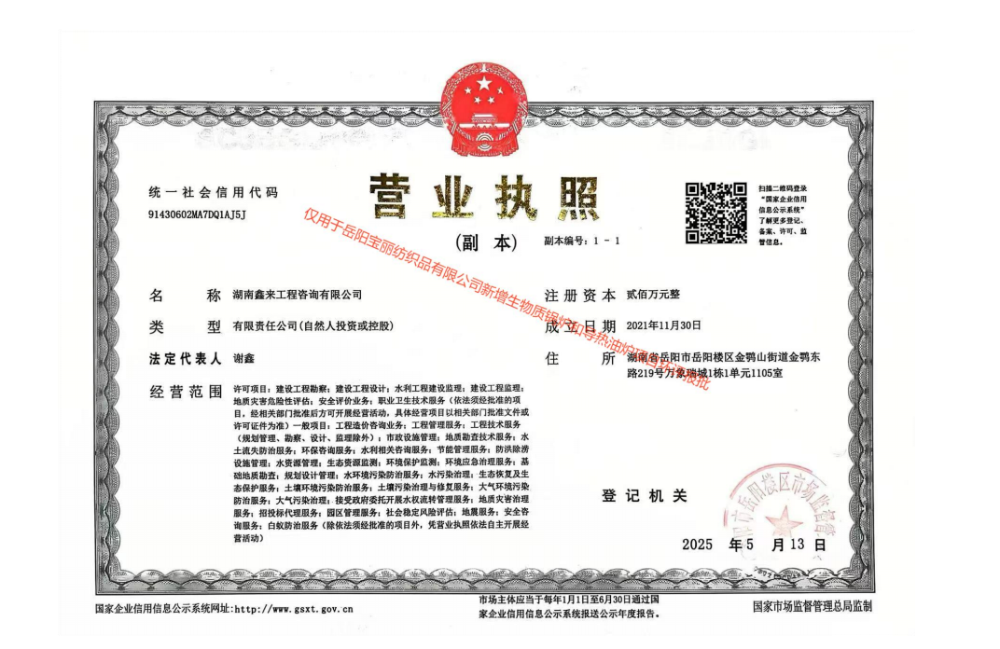 营业执照
(副 本)
副本编号：1 - 1
统一社会信用代码
91430602MA7DQ1AJ5J
扫描二维码登录
“国家企业信用
信息公示系统”
了解更多登记、
备案、许可、监
管信息。
仅用于岳阳宝丽纺织品有限公司新增生物质锅炉和导热油炉项目环评报批
名 称 湖南鑫来工程咨询有限公司
类 型 有限责任公司(自然人投资或控股)
法定代表人 谢鑫
经营范围 许可项目：建设工程勘察；建设工程设计；水利工程建设监理；建设工程监理；
地质灾害危险性评估；安全评价业务；职业卫生技术服务（依法须经批准的项
目，经相关部门批准后方可开展经营活动，具体经营项目以相关部门批准文件或
许可证件为准）一般项目：工程造价咨询业务；工程管理服务；工程技术服务
（规划管理、勘察、设计、监理除外）；市政设施管理；地质勘查技术服务；水
土流失防治服务；环保咨询服务；水利相关咨询服务；节能管理服务；防洪除涝
设施管理；水资源管理；生态资源监测；环境保护监测；环境应急治理服务；基
础地质勘查；规划设计管理；水环境污染防治服务；水污染治理；生态恢复及生
态保护服务；土壤环境污染防治服务；土壤污染治理与修复服务；大气环境污染
防治服务；大气污染治理；接受政府委托开展水权流转管理服务；地质灾害治理
服务；招投标代理服务；园区管理服务；社会稳定风险评估；地震服务；安全咨
询服务；白蚁防治服务（除依法须经批准的项目外，凭营业执照依法自主开展经
营活动）
注册资本 贰佰万元整
成立日期 2021年11月30日
住 所 湖南省岳阳市岳阳楼区金鹗山街道金鹗东
路219号万象瑞城1栋1单元1105室
登记机关
市岳阳楼区市场监督管
2025 年 5 月 13 日
国家企业信用信息公示系统网址:http://www.gsxt.gov.cn
市场主体应当于每年1月1日至6月30日通过国
家企业信用信息公示系统报送公示年度报告。
国家市场监督管理总局监制